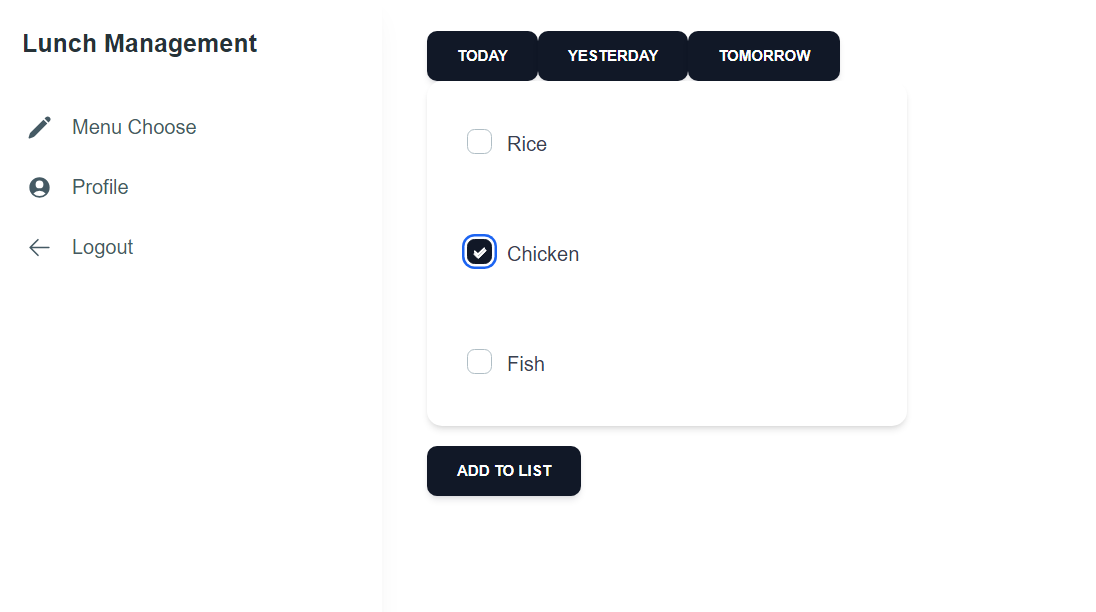 Lunch Management
Menu Choose
Profile
Logout
TODAY YESTERDAY TOMORROW
Rice
Chicken
Fish
ADD TO LIST